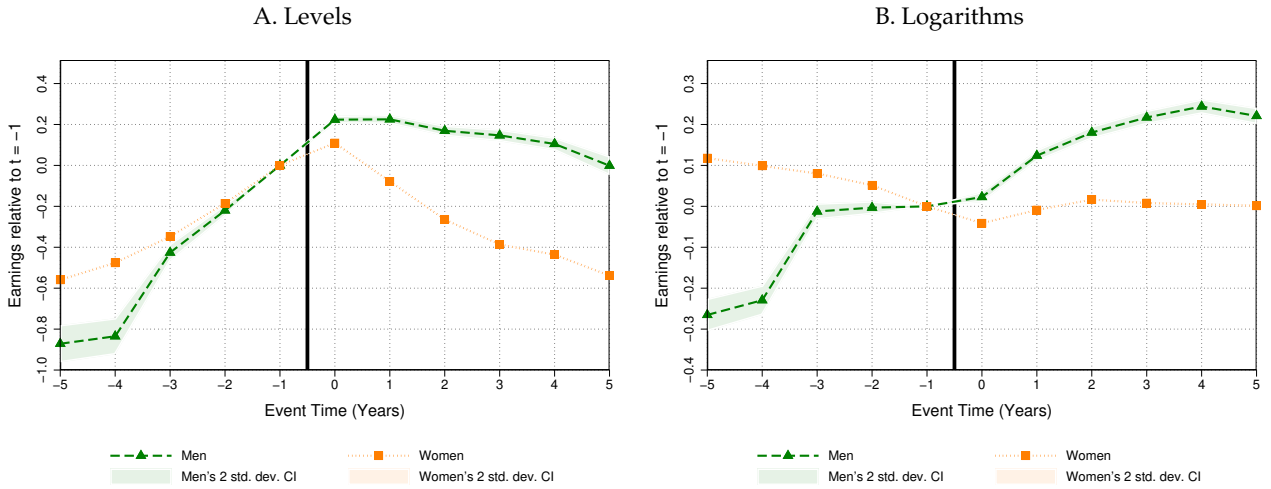 A. Levels
Earnings relative to t = −1
0.4
0.2
0.0
−0.2
−0.4
−0.6
−0.8
−1.0
−5 −4 −3 −2 −1 0 1 2 3 4 5
Event Time (Years)
Men Women
Men's 2 std. dev. CI Women's 2 std. dev. CI
B. Logarithms
Earnings relative to t = −1
0.3
0.2
0.1
0.0
−0.1
−0.2
−0.3
−0.4
−5 −4 −3 −2 −1 0 1 2 3 4 5
Event Time (Years)
Men Women
Men's 2 std. dev. CI Women's 2 std. dev. CI